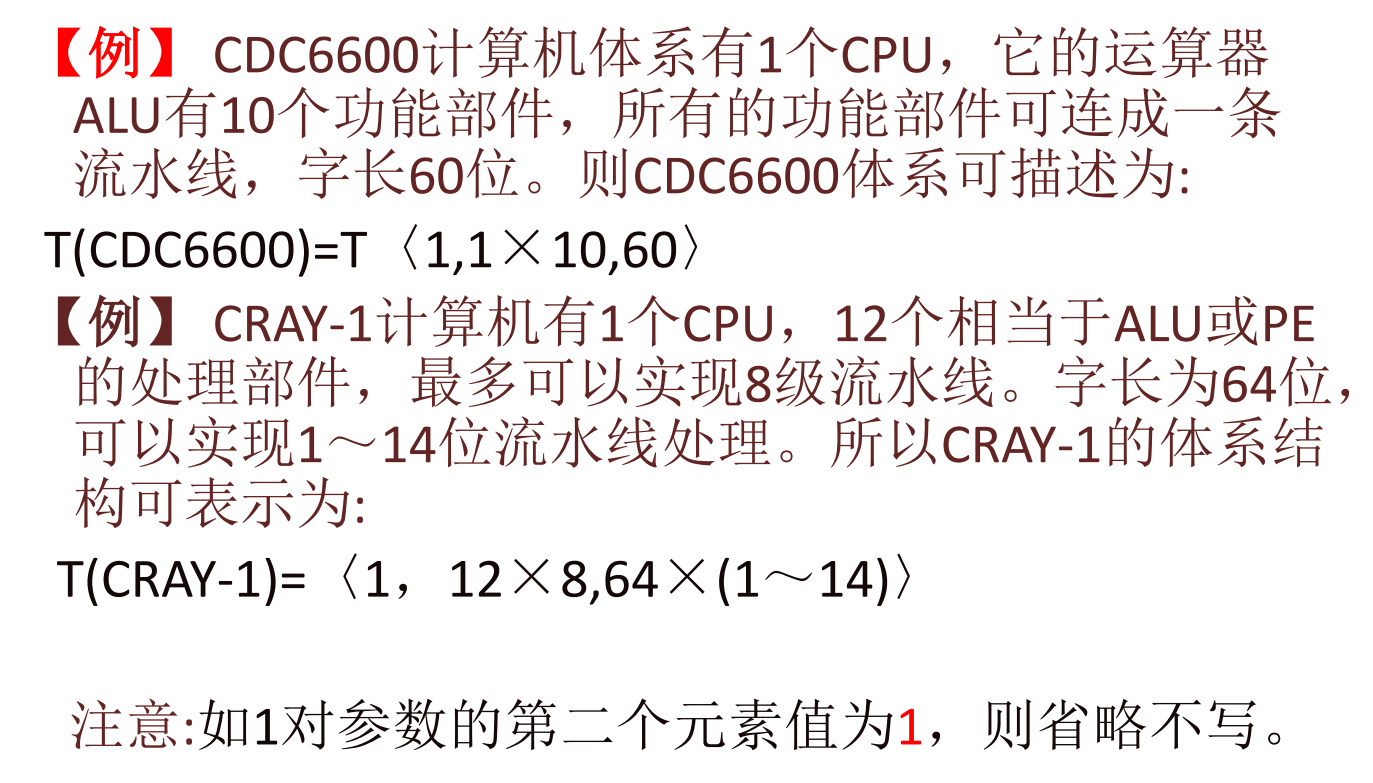 【例】 CDC6600计算机体系有1个CPU，它的运算器
ALU有10个功能部件，所有的功能部件可连成一条
流水线，字长60位。则CDC6600体系可描述为:
T(CDC6600)=T〈1,1×10,60〉
【例】 CRAY-1计算机有1个CPU，12个相当于ALU或PE
的处理部件，最多可以实现8级流水线。字长为64位，
可以实现1～14位流水线处理。所以CRAY-1的体系结
构可表示为:
T(CRAY-1)=〈1，12×8,64×(1～14)〉
注意:如1对参数的第二个元素值为1，则省略不写。